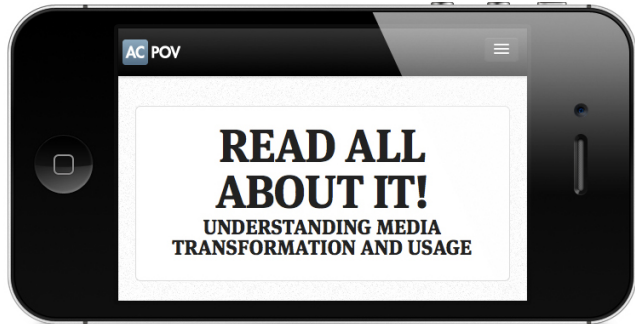 AC POV
READ ALL
ABOUT IT!
UNDERSTANDING MEDIA
TRANSFORMATION AND USAGE